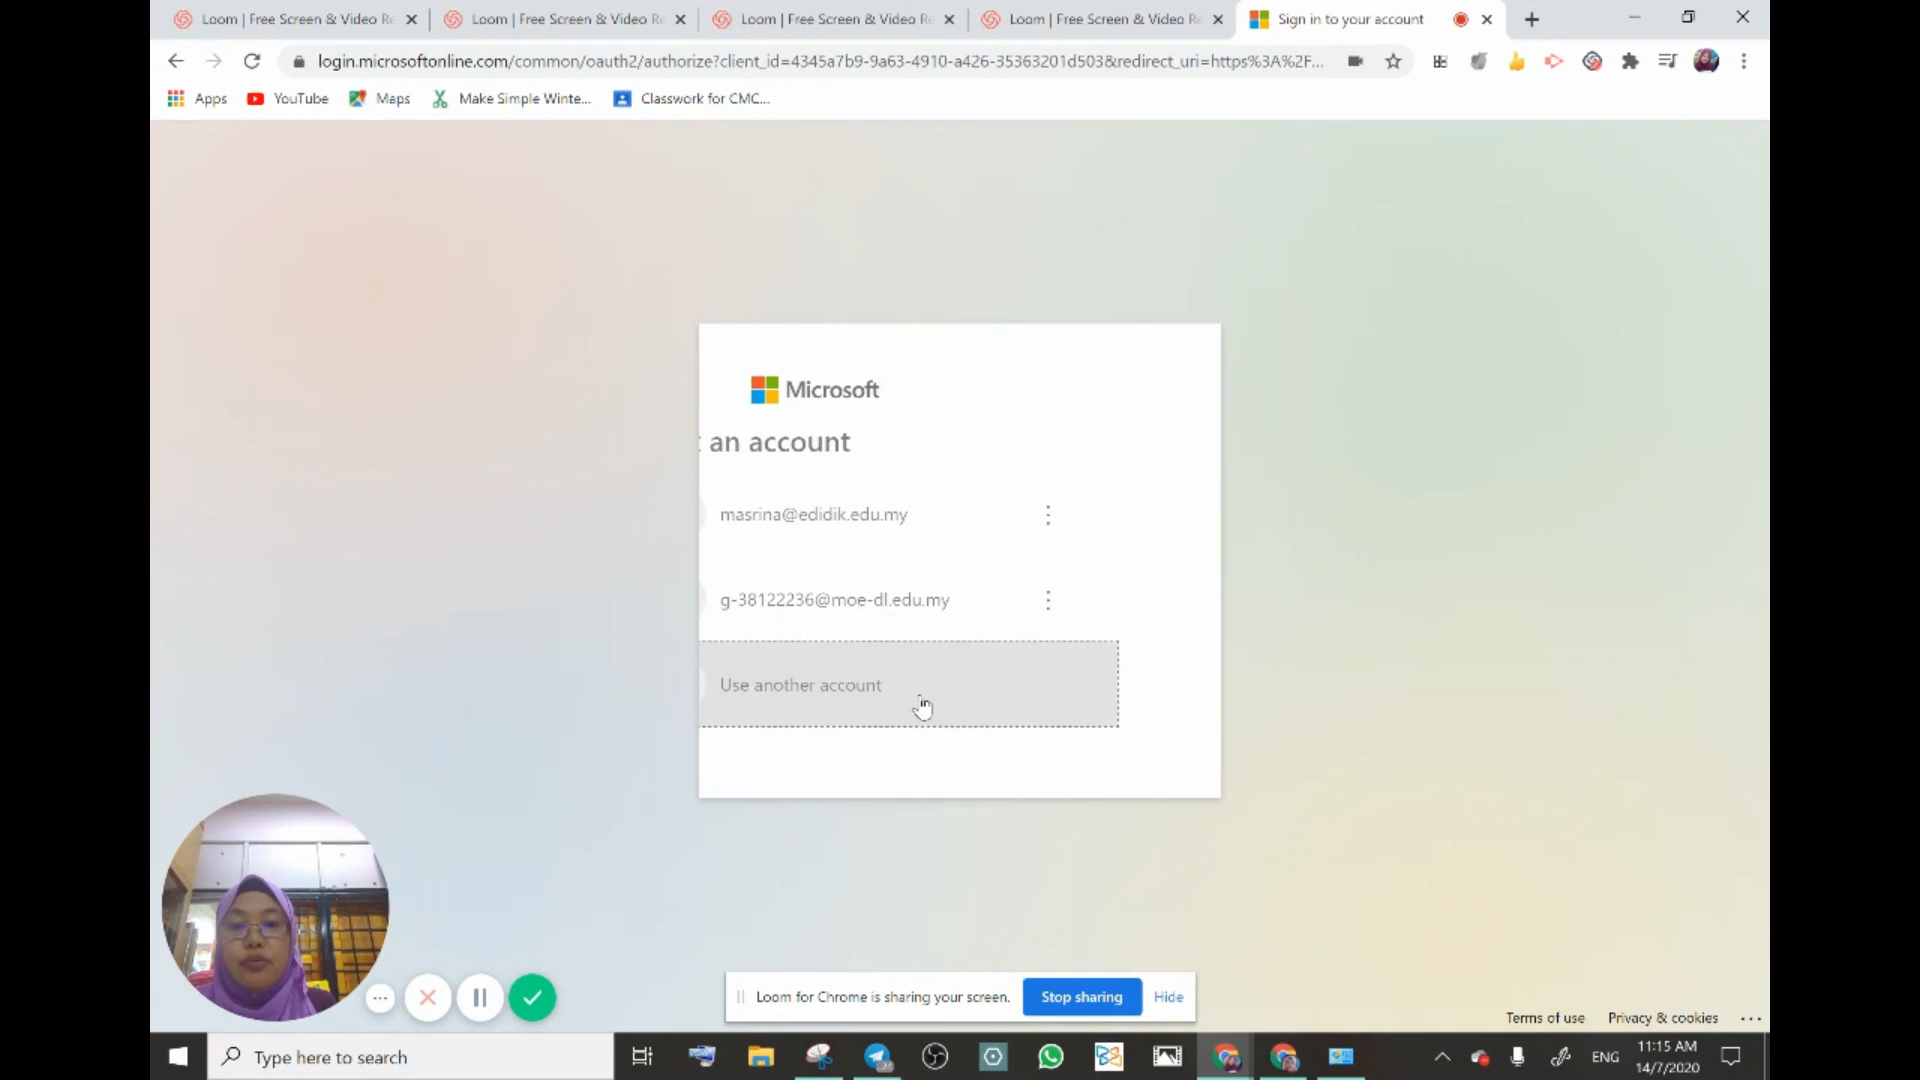 Loom | Free Screen & Video Re
Loom | Free Screen & Video Re
Loom | Free Screen & Video Re
Loom | Free Screen & Video Re
Sign in to your account
login.microsoftonline.com/common/oauth2/authorize?client_id=4345a7b9-9a63-4910-a426-35363201d503&redirect_uri=https%3A%2F...
Apps
YouTube
Maps
Make Simple Winte...
Classwork for CMC...
Microsoft
an account
masrina@edidik.edu.my
g-38122236@moe-dl.edu.my
Use another account
Loom for Chrome is sharing your screen.
Stop sharing
Hide
Terms of use
Privacy & cookies
Type here to search
ENG
11:15 AM
14/7/2020